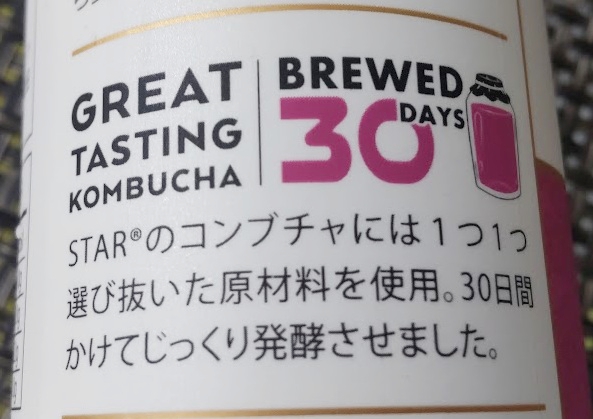 GREAT
TASTING
KOMBUCHA
BREWED
30
DAYS
STAR®のコンブチャには1つ1つ
選び抜いた原材料を使用。30日間
かけてじっくり発酵させました。